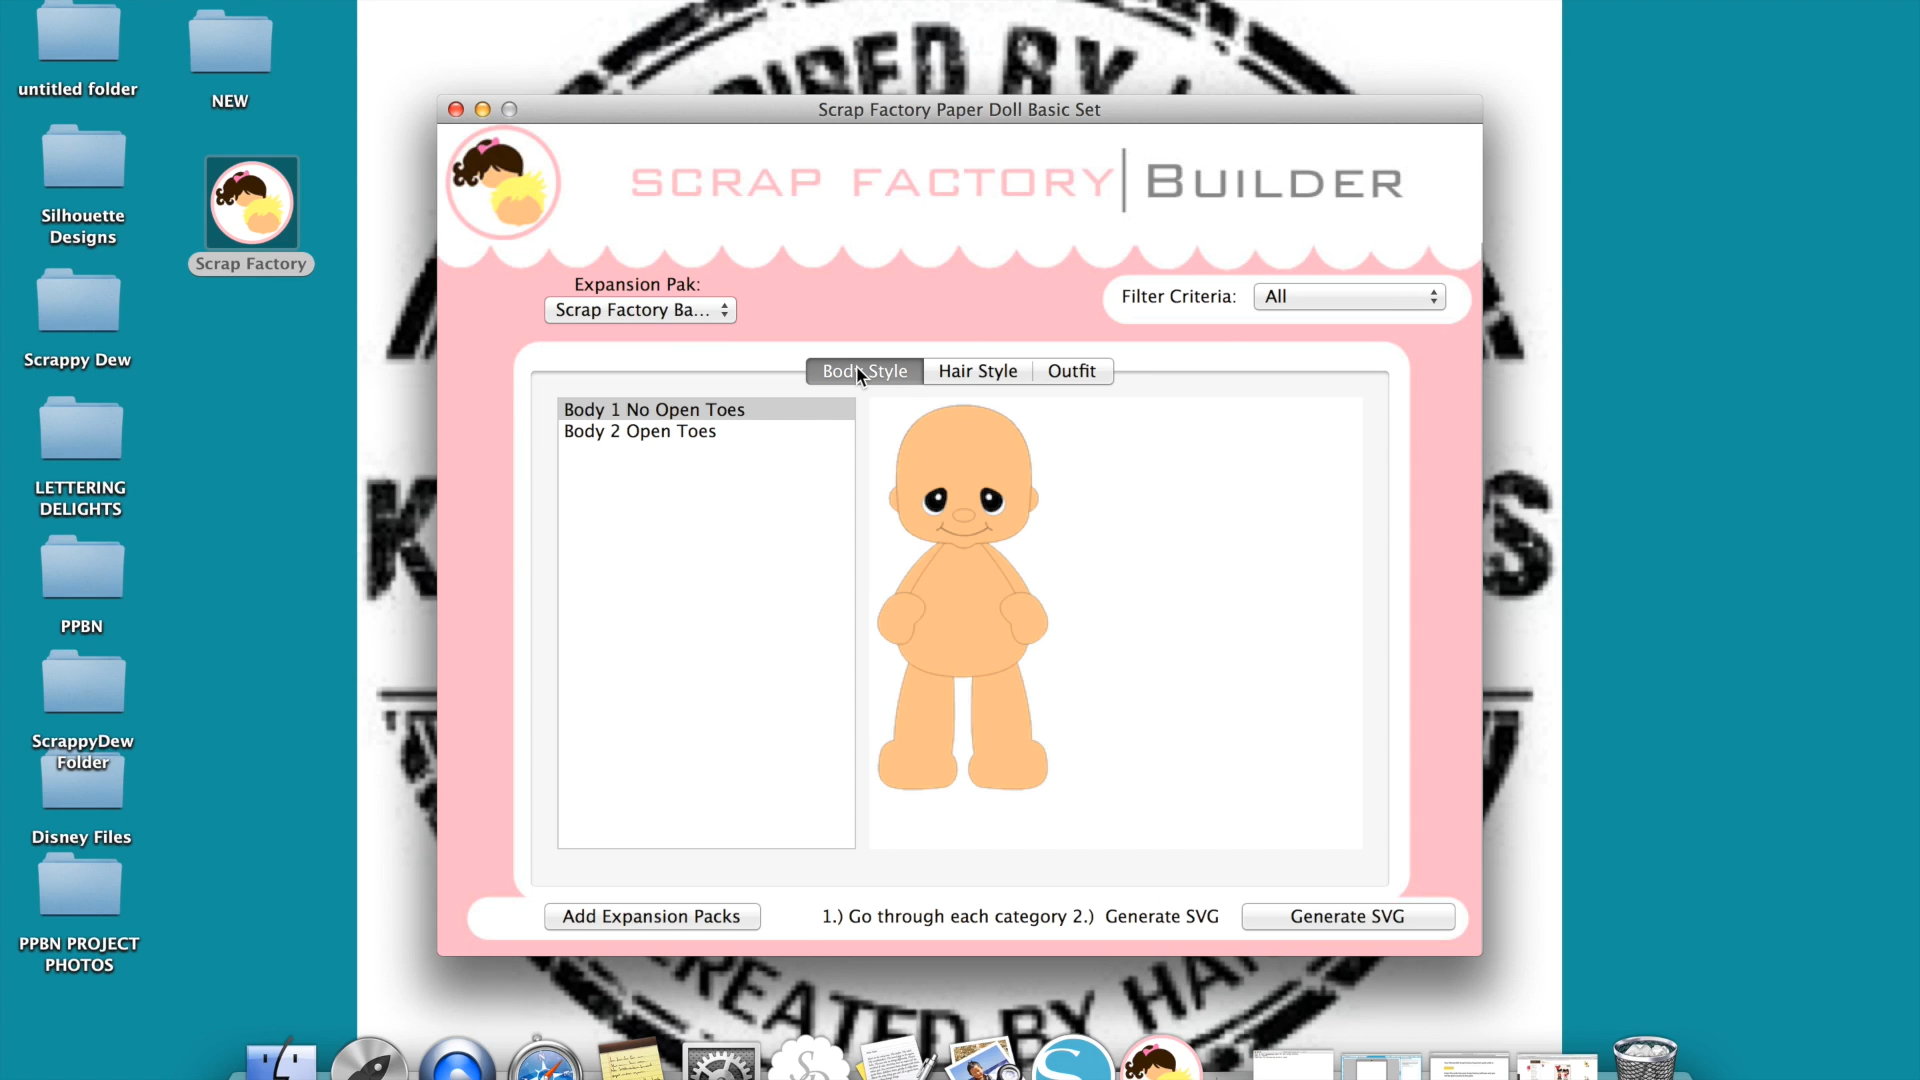 untitled folder
NEW
Silhouette
Designs
Scrap Factory
Scrappy Dew
LETTERING
DELIGHTS
PPBN
ScrappyDew
Folder
Disney Files
PPBN PROJECT
PHOTOS
Scrap Factory Paper Doll Basic Set
SCRAP FACTORY | BUILDER
Expansion Pak:
Scrap Factory Ba...
Filter Criteria: All
Body Style Hair Style Outfit
Body 1 No Open Toes
Body 2 Open Toes
Add Expansion Packs 1.) Go through each category 2.) Generate SVG Generate SVG
BY
CREATED BY